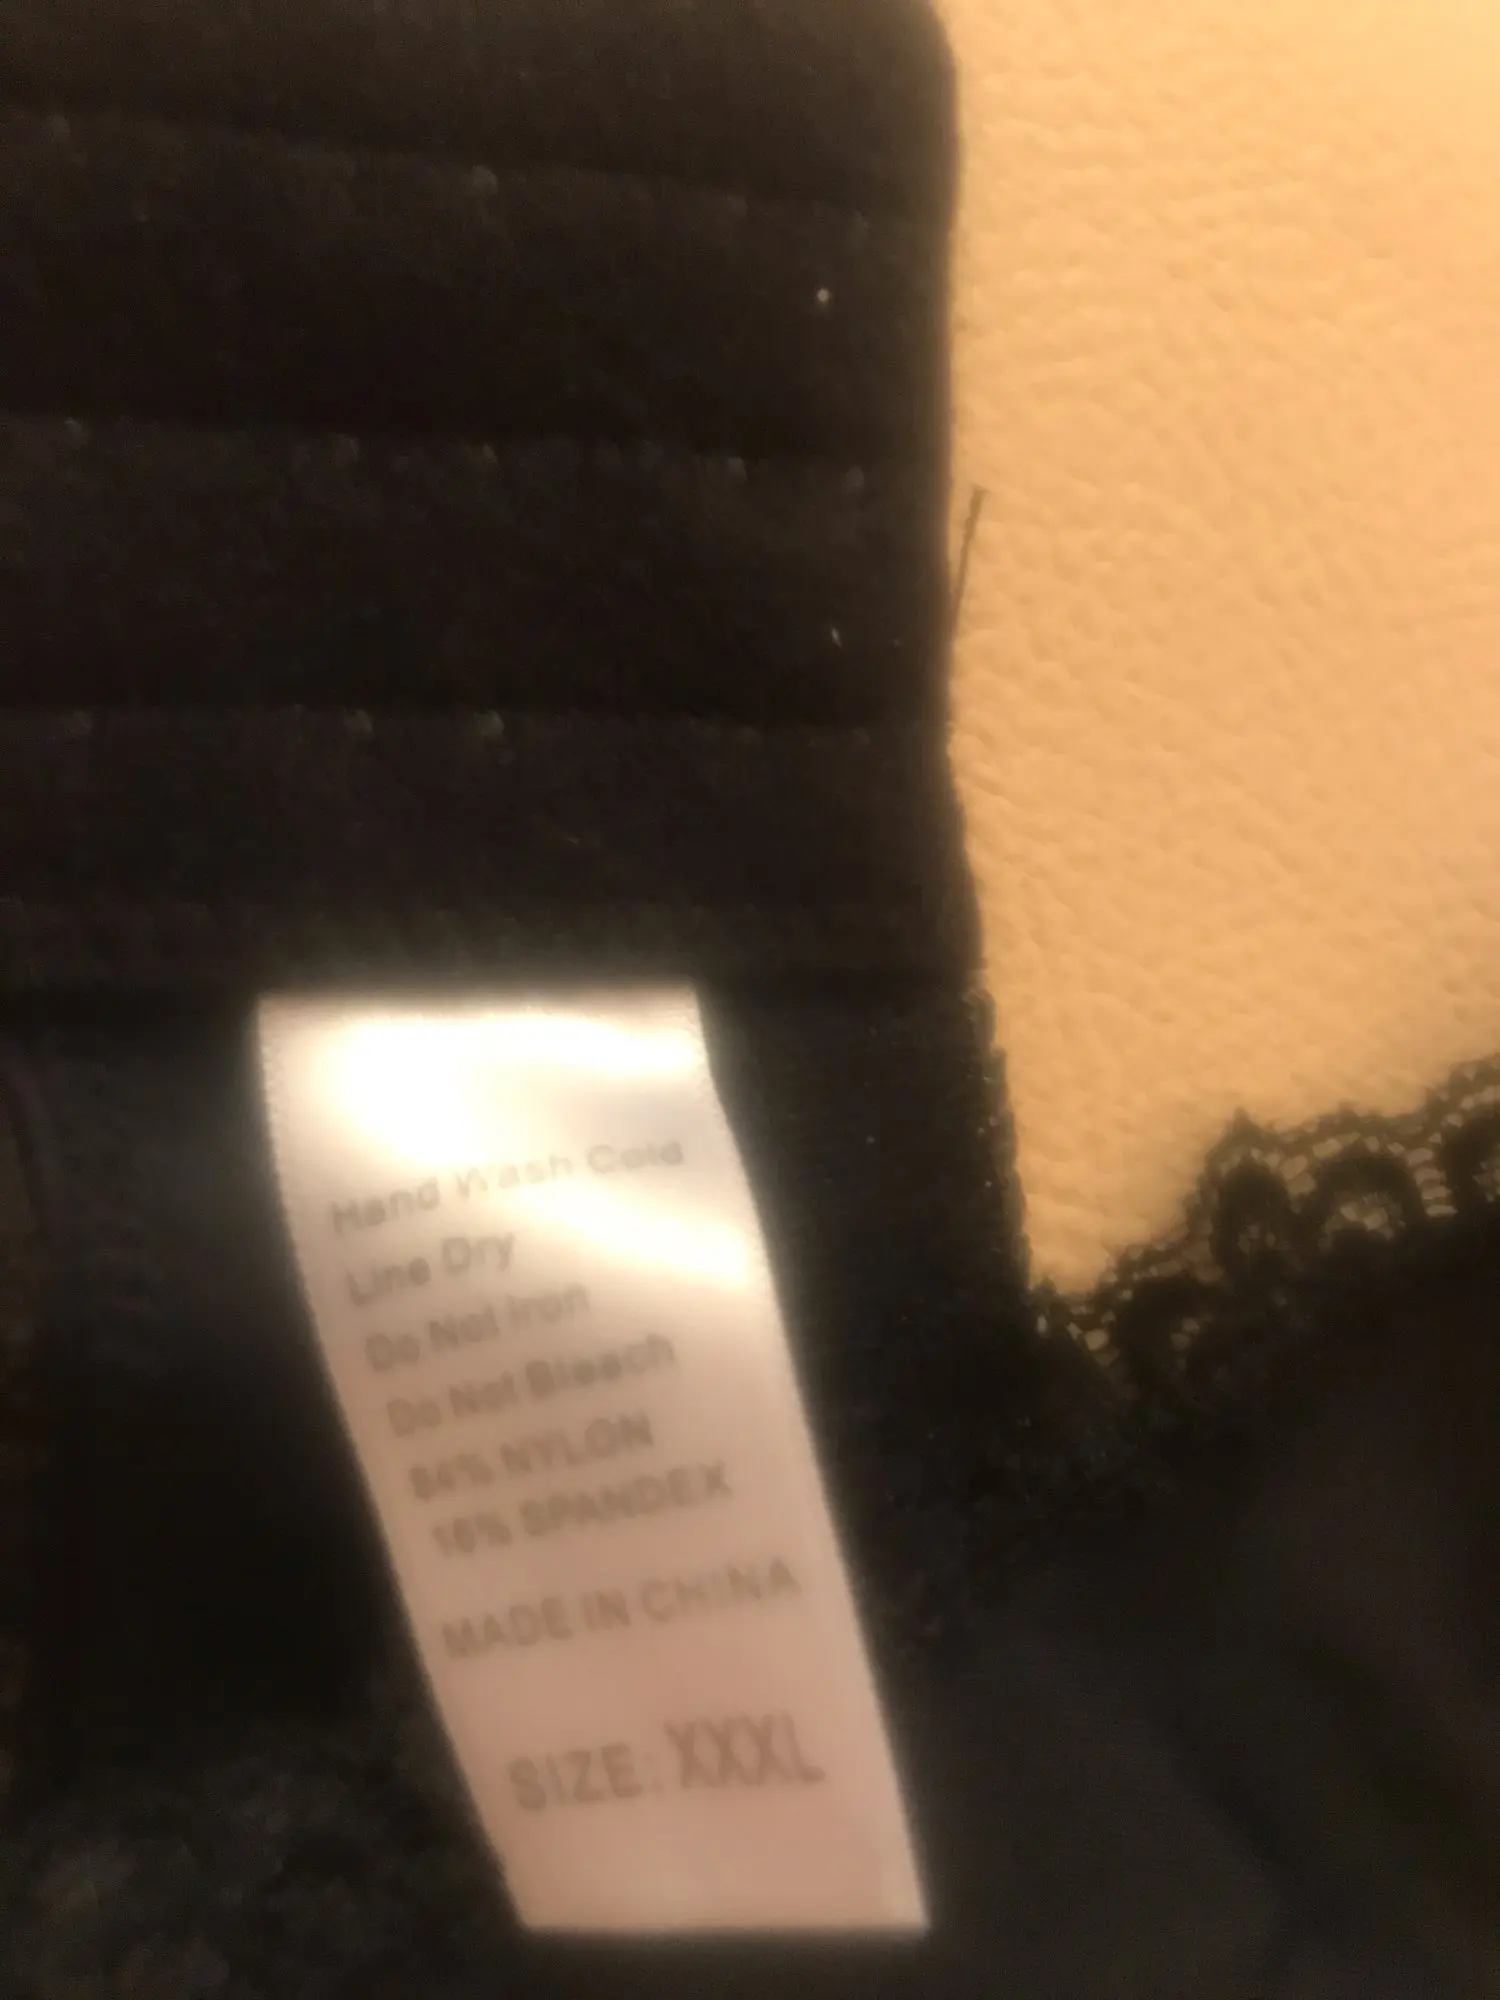 Hand Wash Cold
Line Dry
Do Not Iron
Do Not Bleach
84% NYLON
16% SPANDEX
MADE IN CHINA
SIZE: XXXL